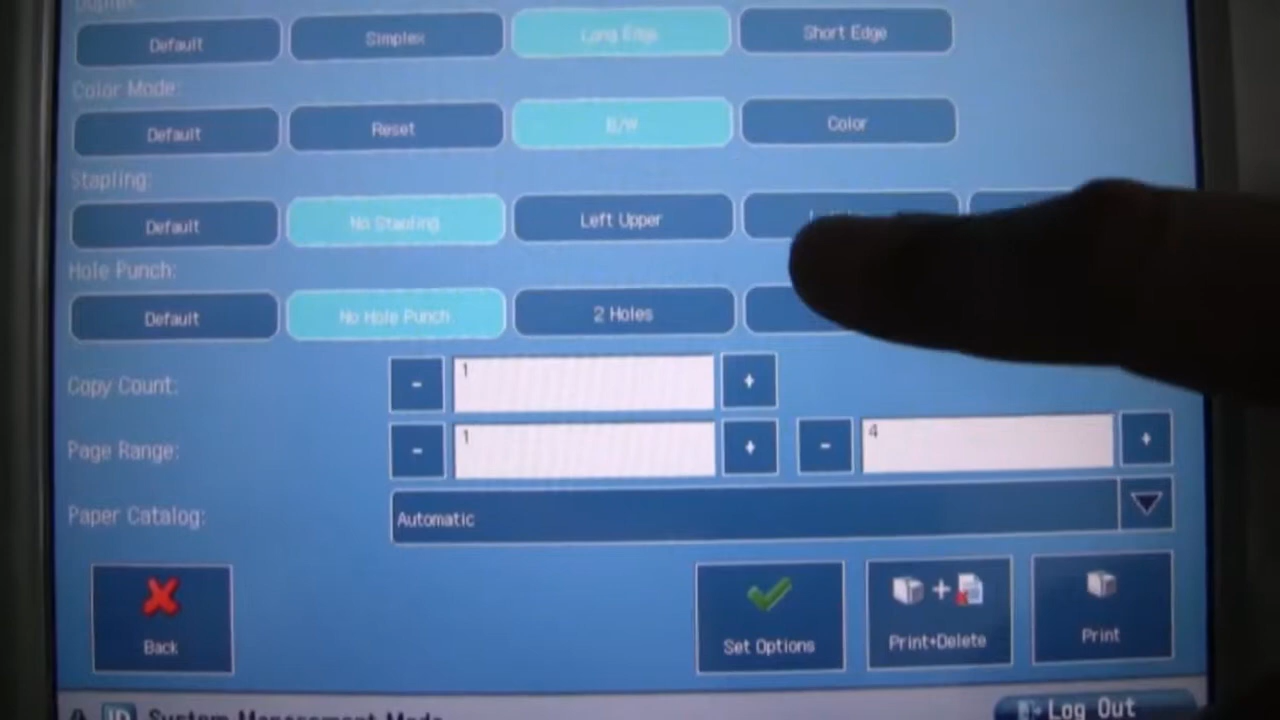 Duplex:
Default Simplex Long Edge Short Edge
Color Mode:
Default Reset B/W Color
Stapling:
Default No Stapling Left Upper
Hole Punch:
Default No Hole Punch 2 Holes
Copy Count: - 1 +
Page Range: - 1 + - 4 +
Paper Catalog: Automatic
Back Set Options Print+Delete Print
ID System Management Mode Log Out